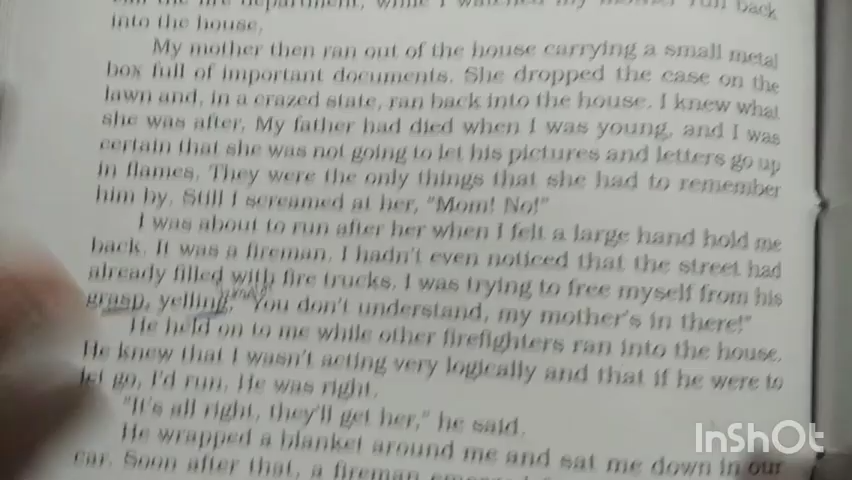 into the house.
My mother then ran out of the house carrying a small metal
box full of important documents. She dropped the case on the
lawn and, in a crazed state, ran back into the house. I knew what
she was after. My father had died when I was young, and I was
certain that she was not going to let his pictures and letters go up
in flames. They were the only things that she had to remember
him by. Still I screamed at her, "Mom! No!"
I was about to run after her when I felt a large hand hold me
back. It was a fireman. I hadn't even noticed that the street had
already filled with fire trucks. I was trying to free myself from his
grasp, yelling, "You don't understand, my mother's in there!"
He held on to me while other firefighters ran into the house.
He knew that I wasn't acting very logically and that if he were to
let go, I'd run. He was right.
"It's all right, they'll get her," he said.
He wrapped a blanket around me and sat me down in our
car. Soon after that, a fireman
InShOt